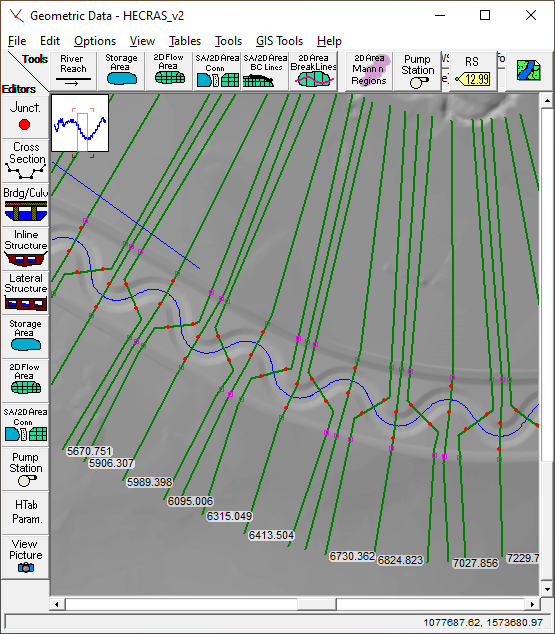 Geometric Data - HECRAS_v2
File Edit Options View Tables Tools GIS Tools Help
Tools
Editors
River
Reach
Storage
Area
2D Flow
Area
SA/2D Area
Conn
SA/2D Area
BC Lines
2D Area
BreakLines
2D Area
Mann n
Regions
Pump
Station
RS
12.99
Junct.
Cross
Section
Brdg/Culv
Inline
Structure
Lateral
Structure
Storage
Area
2D Flow
Area
SA/2D Area
Conn
Pump
Station
HTab
Param.
View
Picture
5670.751
5906.307
5989.398
6095.006
6315.049
6413.504
6730.362
6824.823
7027.856
7229.7
1077687.62, 1573680.97